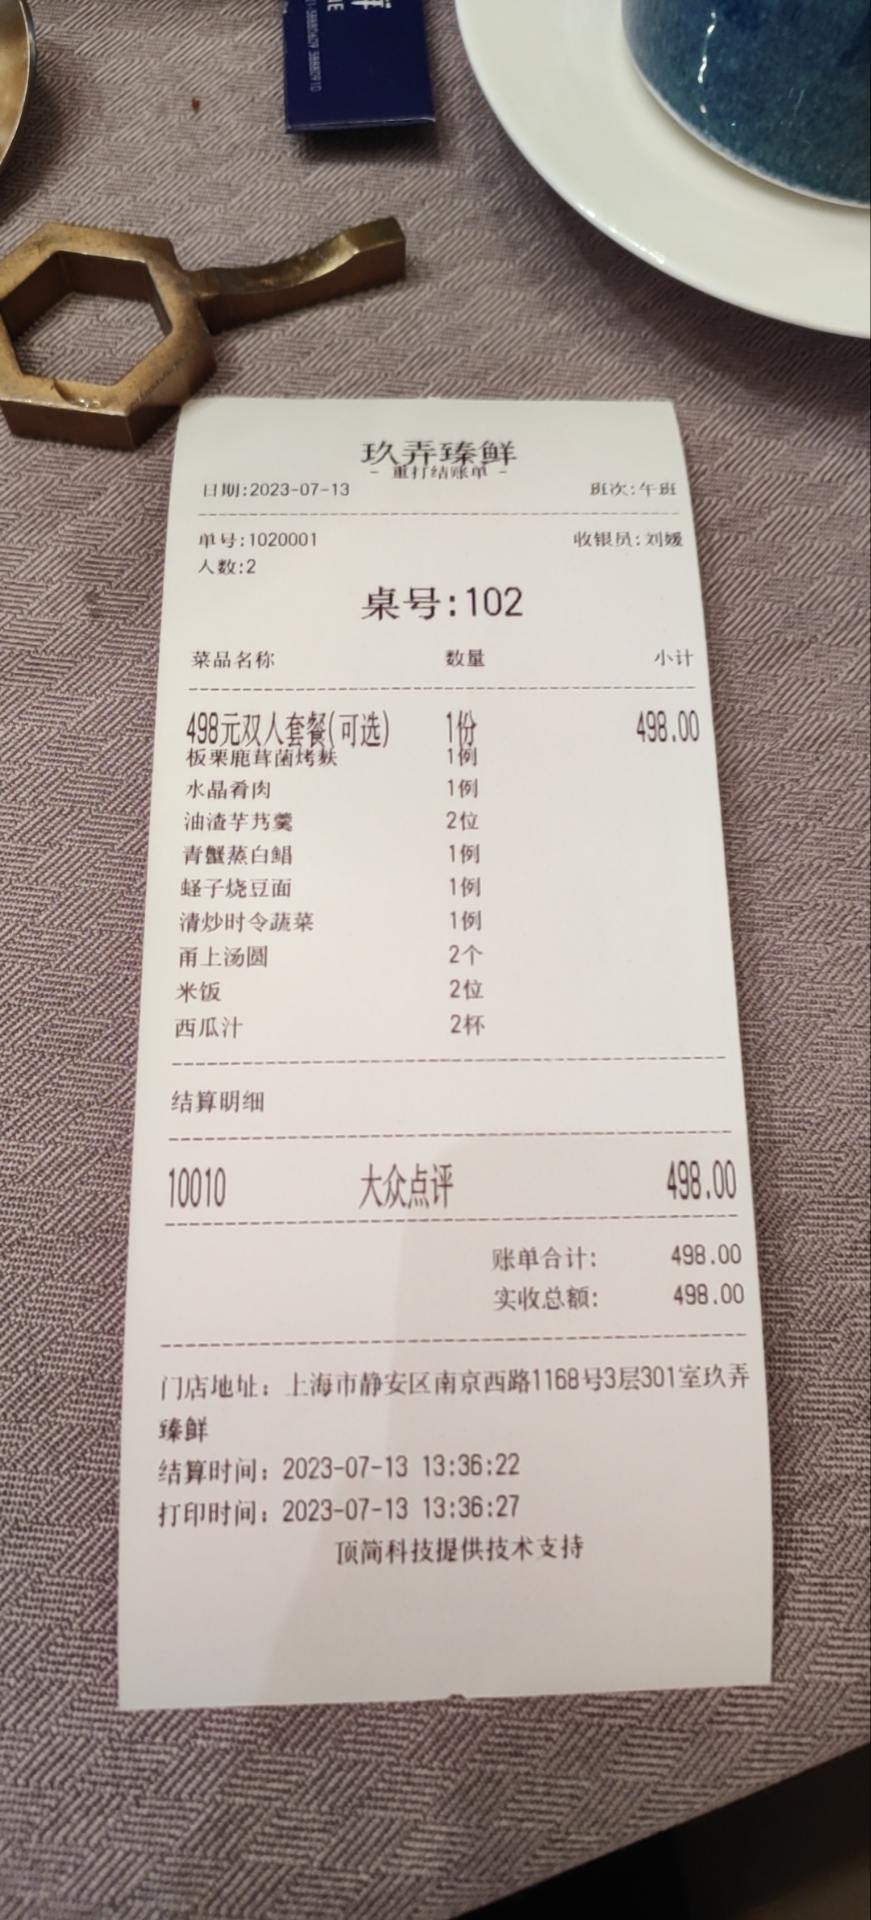 玖弄臻鲜
- 重打结账单 -
日期:2023-07-13 班次:午班
单号:1020001 收银员:刘媛
人数:2
桌号:102
菜品名称 数量 小计
498元双人套餐(可选) 1份 498.00
板栗鹿茸菌烤麸 1例
水晶肴肉 1例
油渣芋艿羹 2位
青蟹蒸白鲳 1例
蛏子烧豆面 1例
清炒时令蔬菜 1例
甬上汤圆 2个
米饭 2位
西瓜汁 2杯
结算明细
10010 大众点评 498.00
账单合计: 498.00
实收总额: 498.00
门店地址：上海市静安区南京西路1168号3层301室玖弄
臻鲜
结算时间：2023-07-13 13:36:22
打印时间：2023-07-13 13:36:27
顶简科技提供技术支持